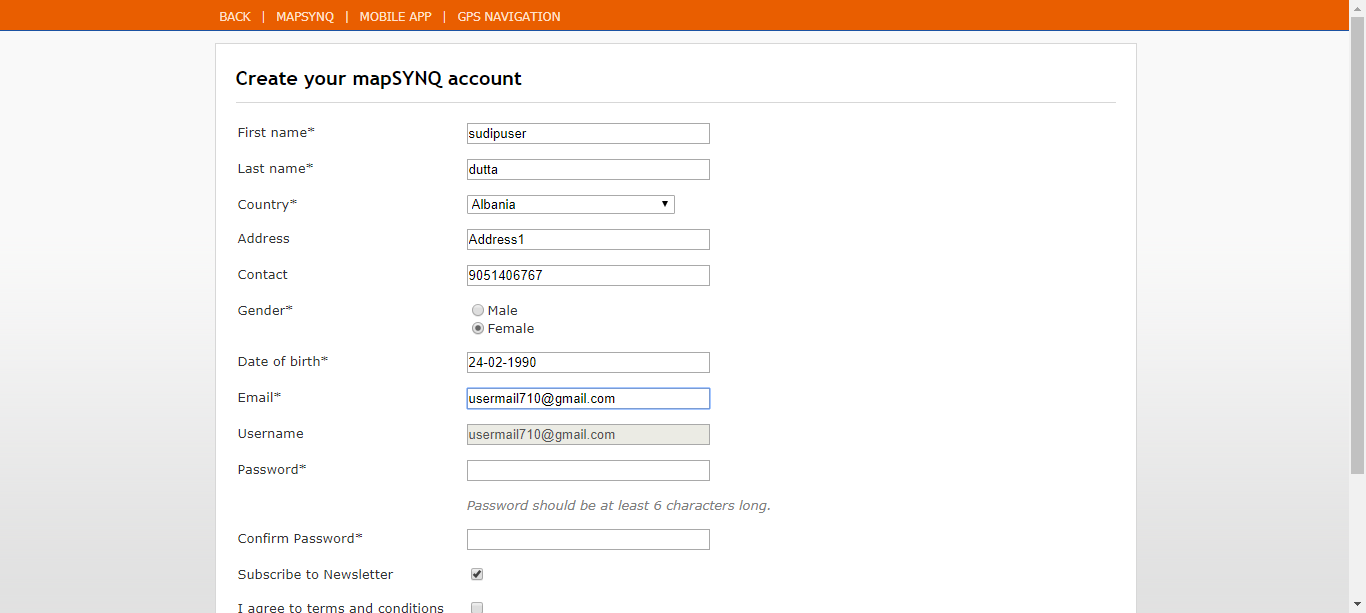 BACK | MAPSYNQ | MOBILE APP | GPS NAVIGATION
Create your mapSYNQ account
First name* sudipuser
Last name* dutta
Country* Albania
Address Address1
Contact 9051406767
Gender* Male
Female
Date of birth* 24-02-1990
Email* usermail710@gmail.com
Username usermail710@gmail.com
Password*
Password should be at least 6 characters long.
Confirm Password*
Subscribe to Newsletter
I agree to terms and conditions